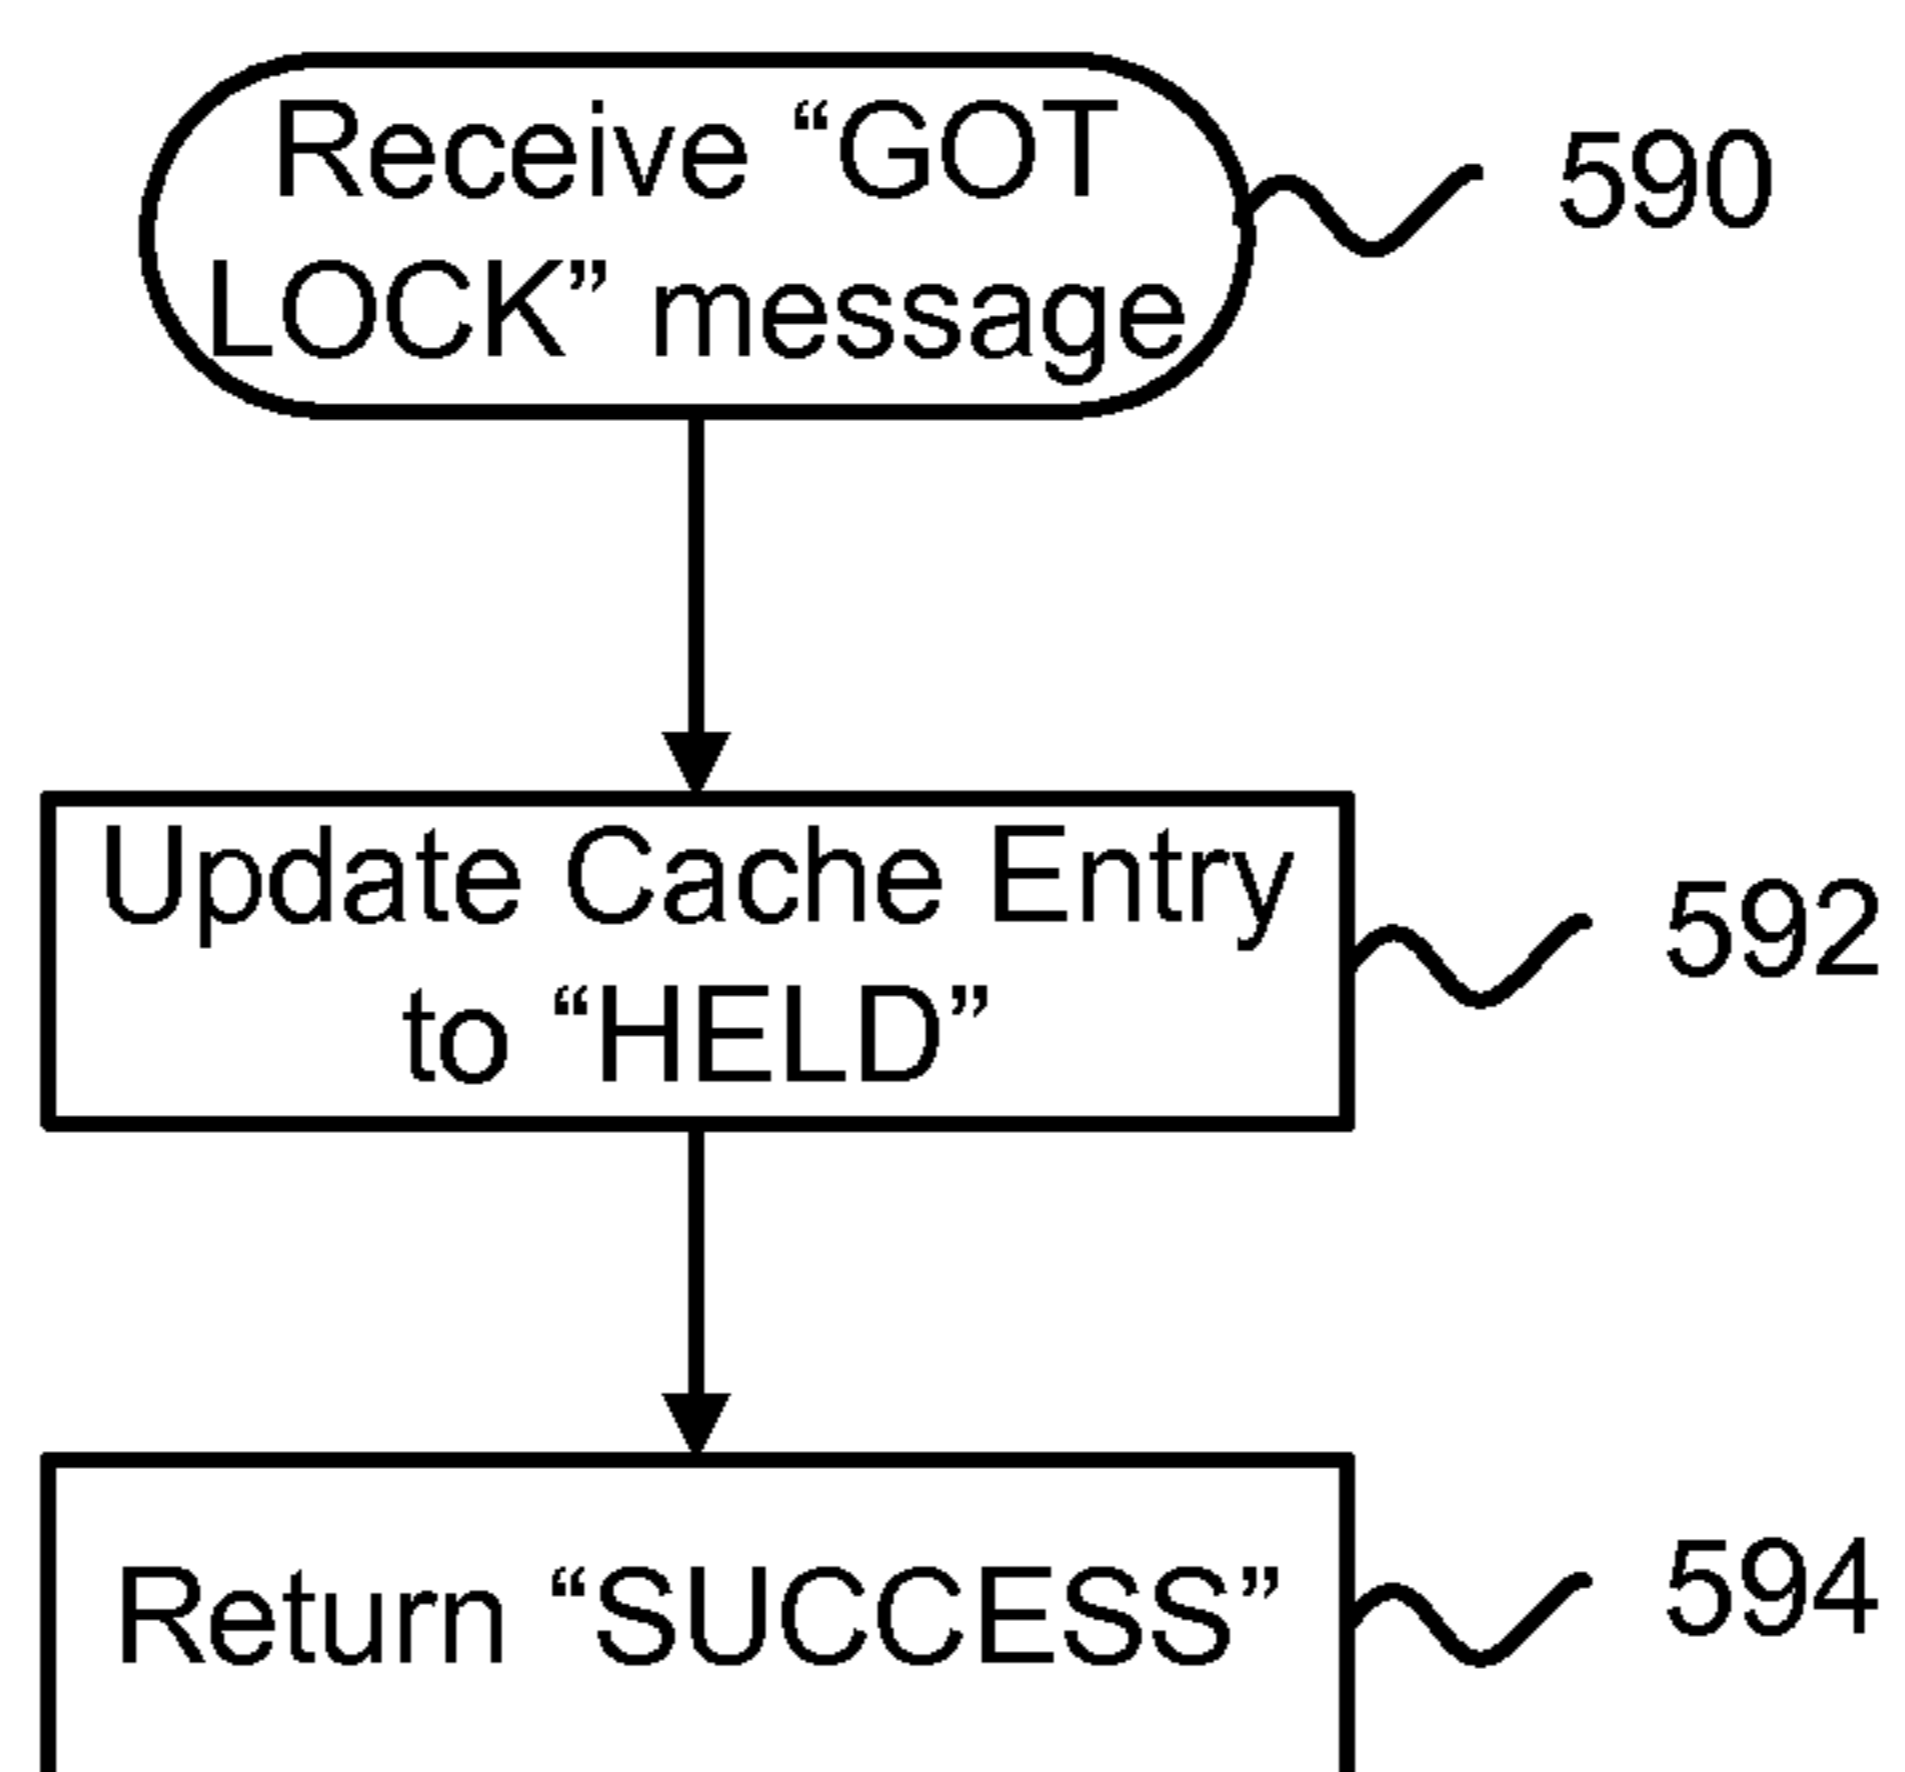 Receive “GOT
LOCK” message
590
Update Cache Entry
to “HELD”
592
Return “SUCCESS”
594